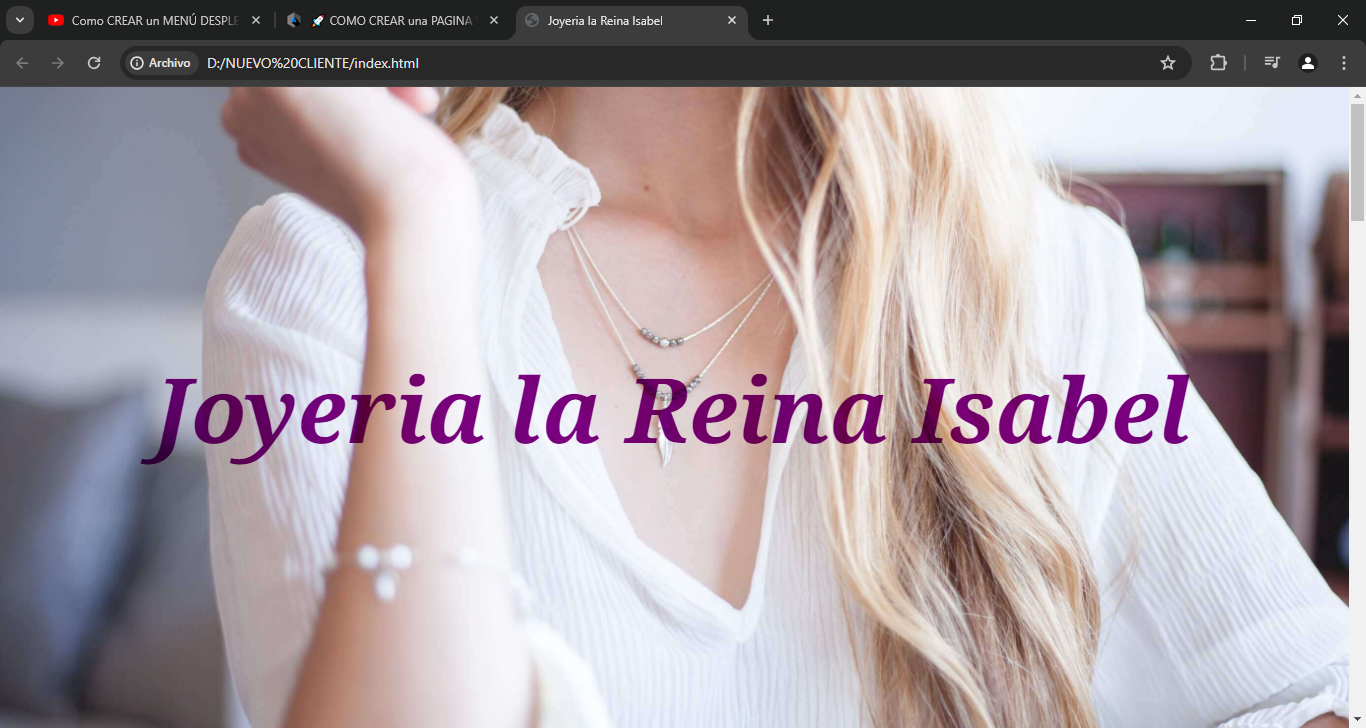 Como CREAR un MENÚ DESPLE
COMO CREAR una PAGINA
Joyeria la Reina Isabel
Archivo
D:/NUEVO%20CLIENTE/index.html
Joyeria la Reina Isabel